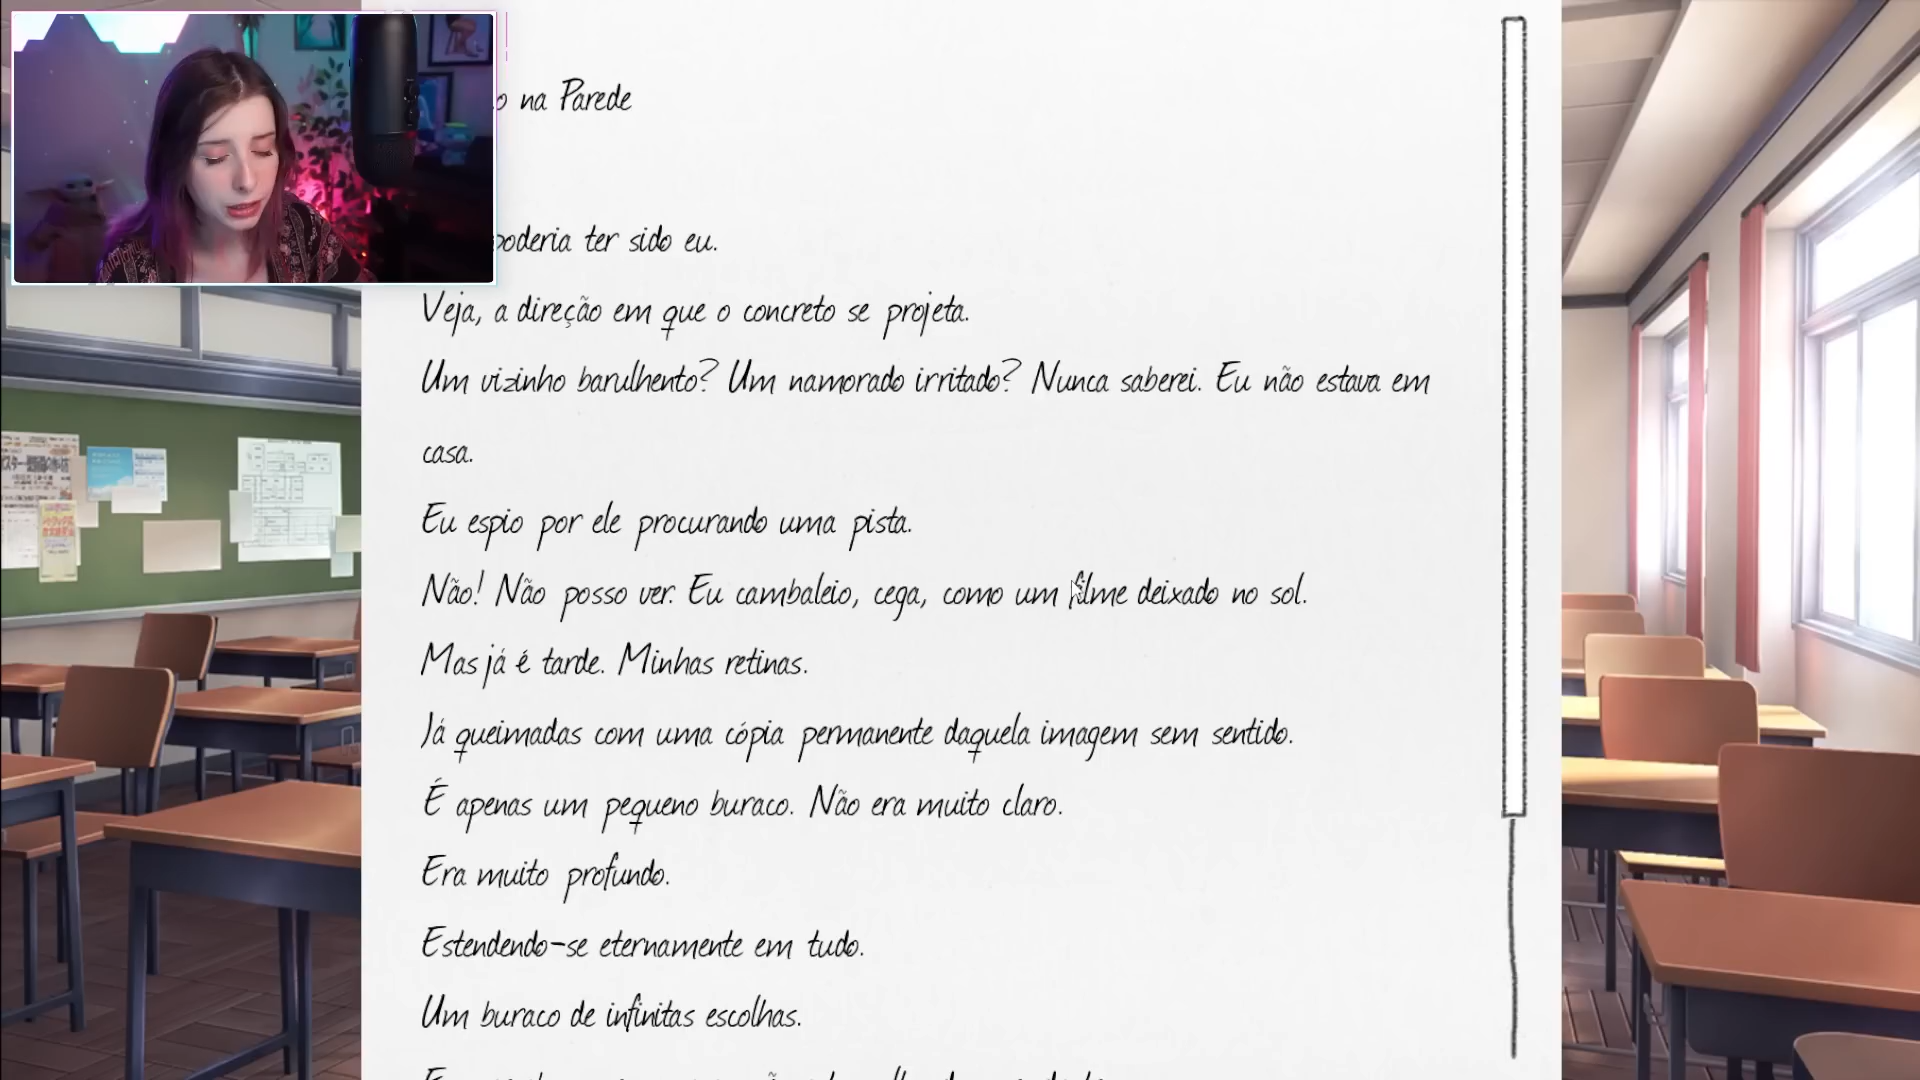 na Parede
poderia ter sido eu.
Veja, a direção em que o concreto se projeta.
Um vizinho barulhento? Um namorado irritado? Nunca saberei. Eu não estava em
casa.
Eu espio por ele procurando uma pista.
Não! Não posso ver. Eu cambaleio, cega, como um filme deixado no sol.
Mas já é tarde. Minhas retinas.
Já queimadas com uma cópia permanente daquela imagem sem sentido.
É apenas um pequeno buraco. Não era muito claro.
Era muito profundo.
Estendendo-se eternamente em tudo.
Um buraco de infinitas escolhas.